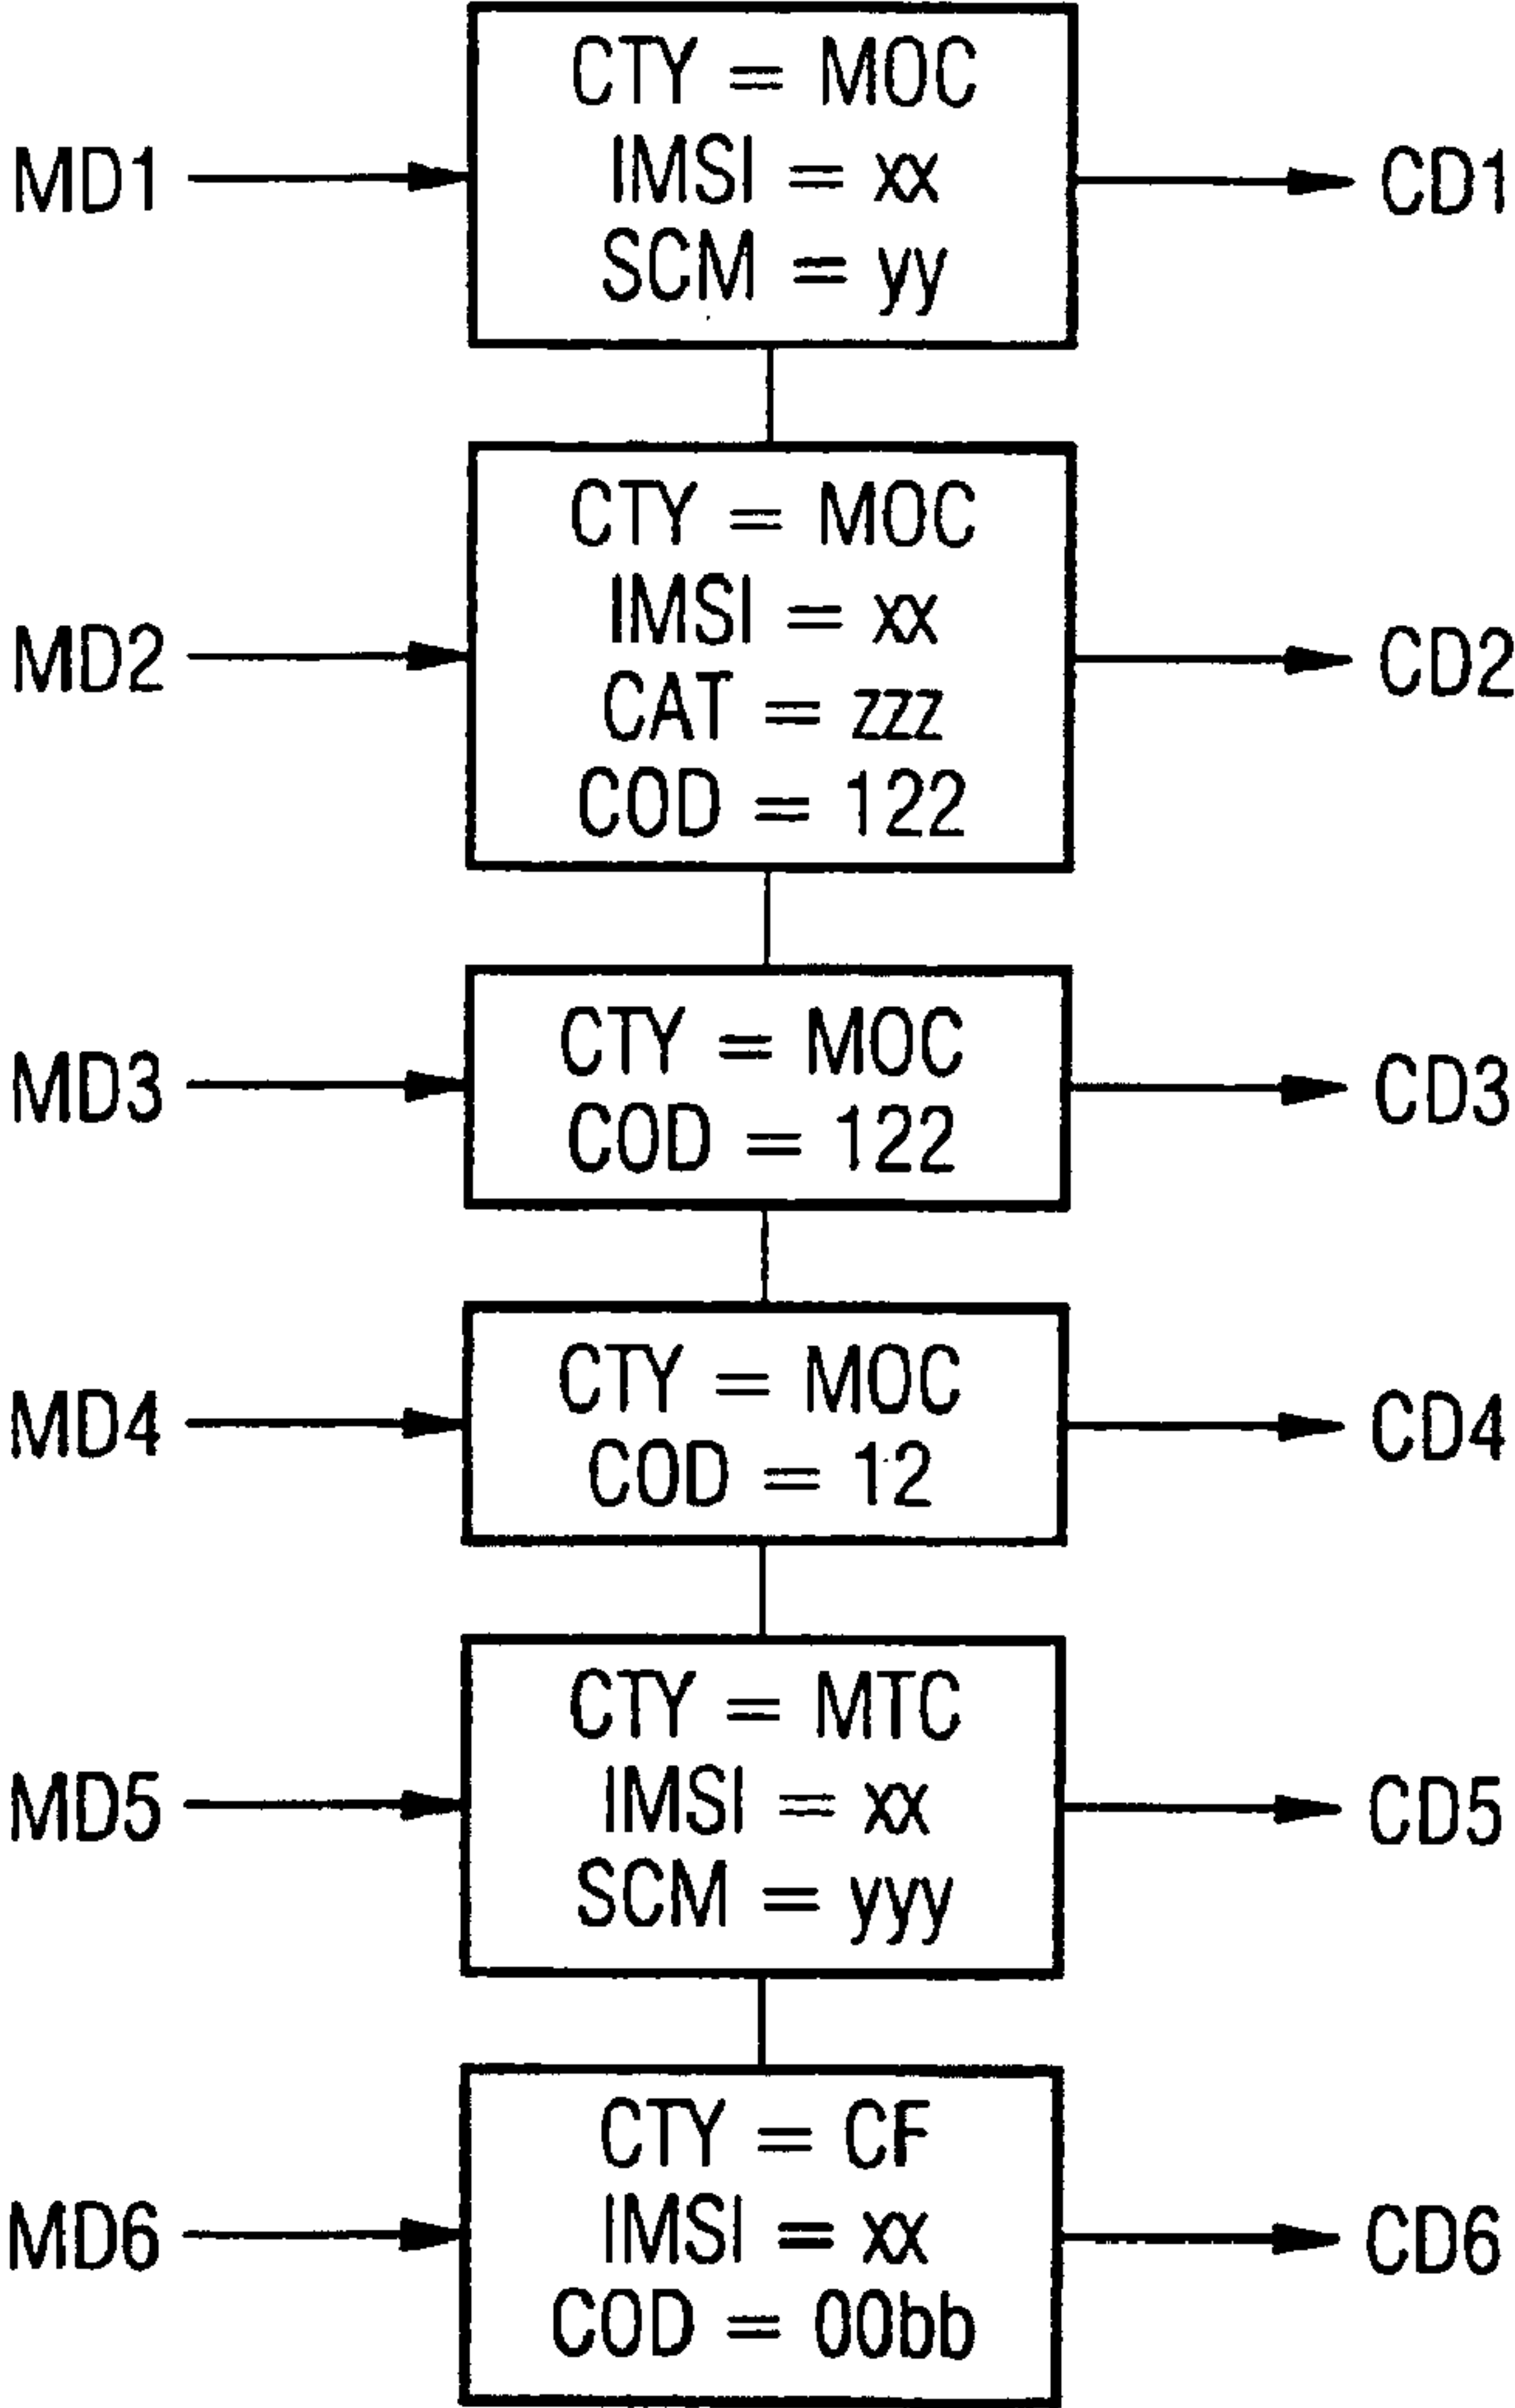 CTY = MOC
IMSI = xx
SCM = yy
MD1
CD1
CTY = MOC
IMSI = xx
CAT = zzz
COD = 122
MD2
CD2
CTY = MOC
COD = 122
MD3
CD3
CTY = MOC
COD = 12
MD4
CD4
CTY = MTC
IMSI = xx
SCM = yyy
MD5
CD5
CTY = CF
IMSI = xx
COD = 00bb
MD6
CD6